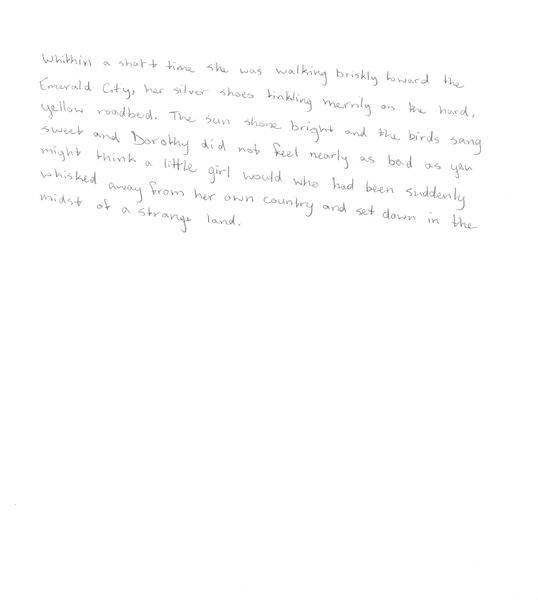 Whithin a short time she was walking briskly toward the
Emerald City, her silver shoes tinkling merrily on the hard,
yellow roadbed. The sun shone bright and the birds sang
sweet and Dorothy did not feel nearly as bad as you
might think a little girl would who had been suddenly
whisked away from her own country and set down in the
midst of a strange land.